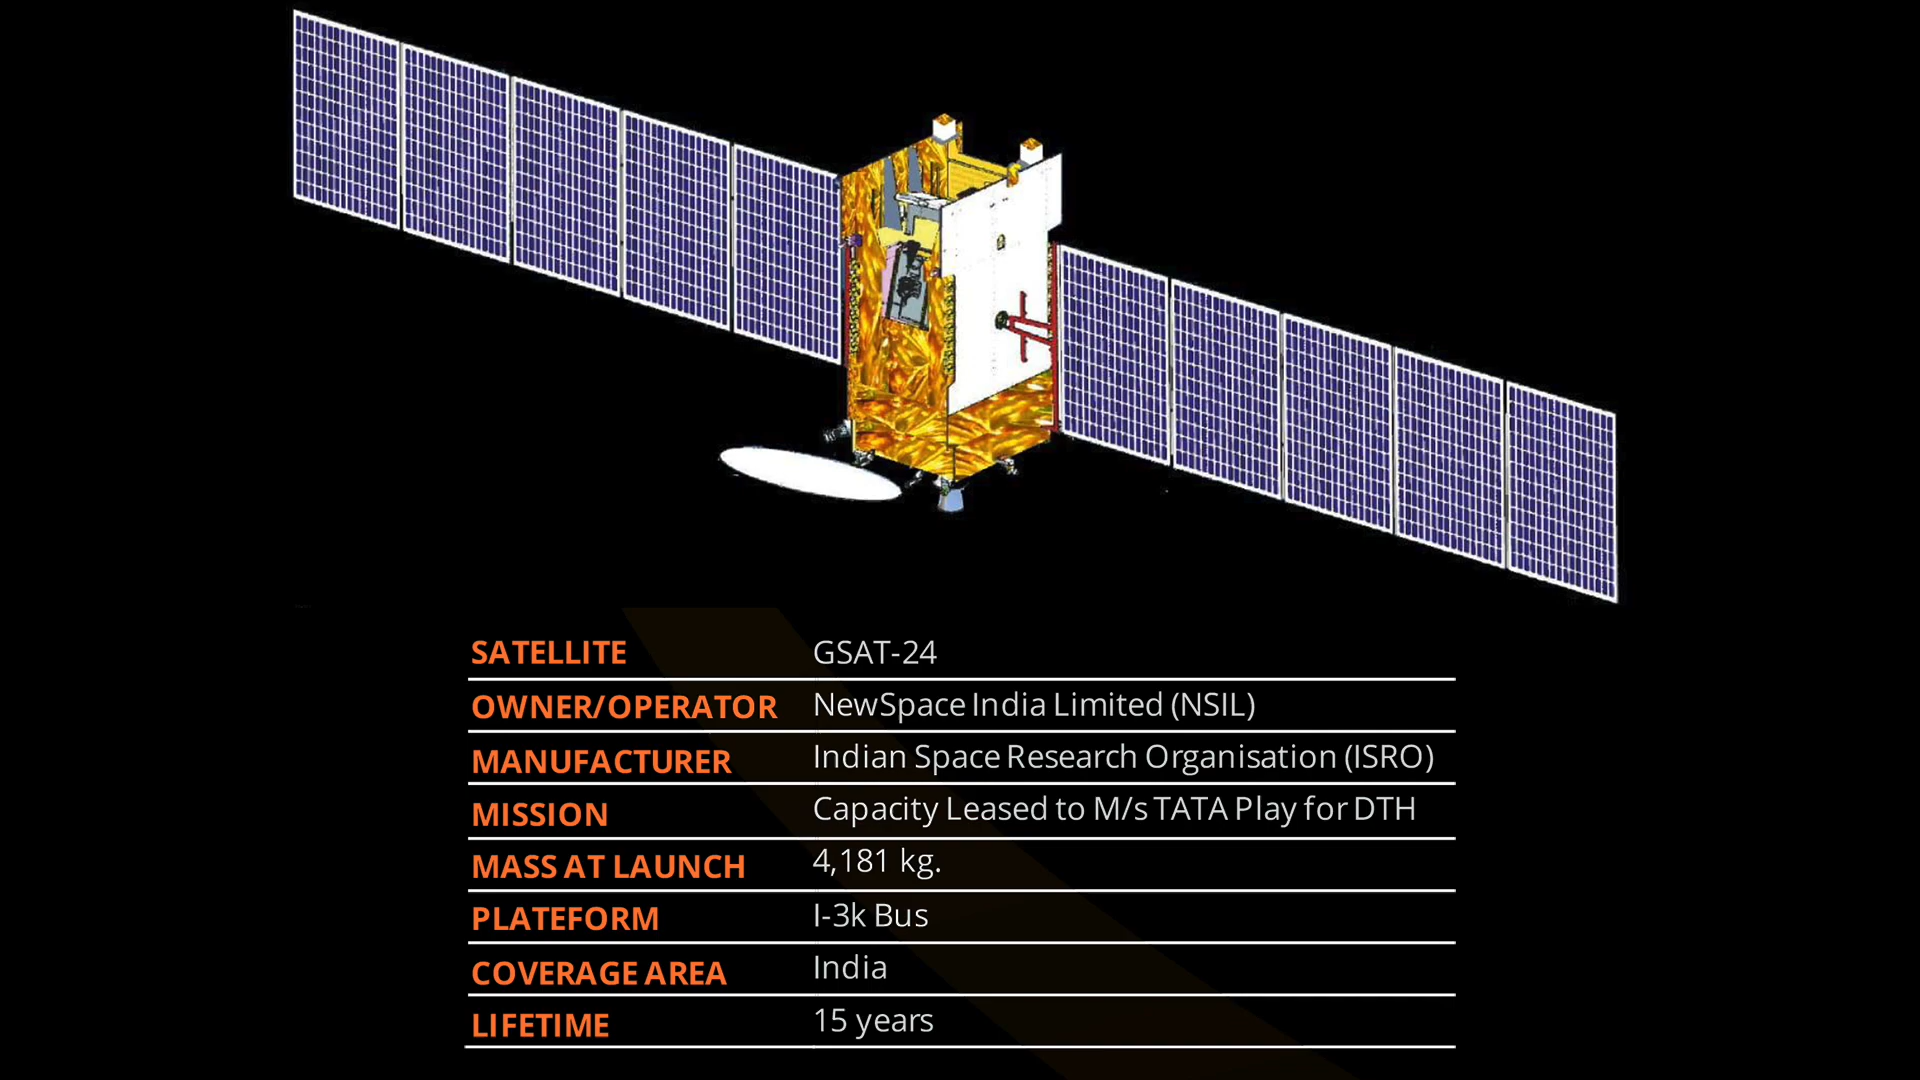 SATELLITE GSAT-24
OWNER/OPERATOR NewSpace India Limited (NSIL)
MANUFACTURER Indian Space Research Organisation (ISRO)
MISSION Capacity Leased to M/s TATA Play for DTH
MASS AT LAUNCH 4,181 kg.
PLATEFORM I-3k Bus
COVERAGE AREA India
LIFETIME 15 years